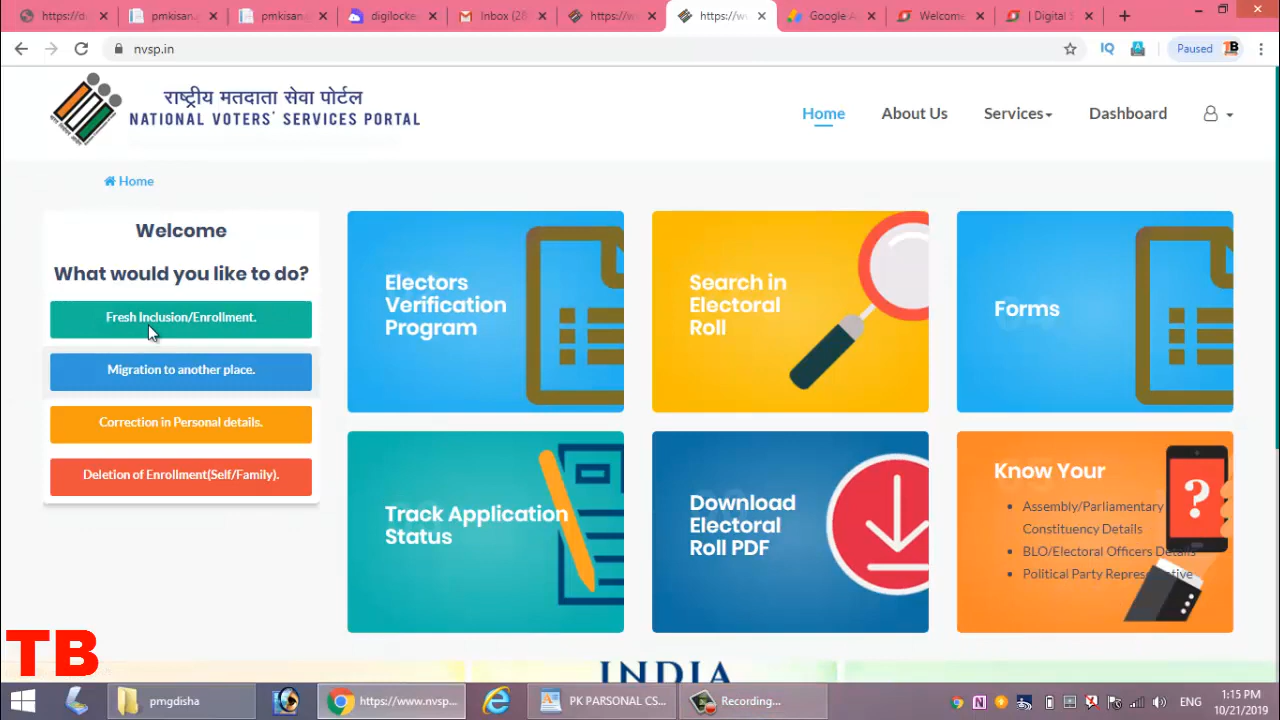 https://di
pmkisan.g
pmkisan.g
digilocke
Inbox (28
https://w
https://w
Google A
Welcome
| Digital S
nvsp.in
IQ
Paused
राष्ट्रीय मतदाता सेवा पोर्टल
NATIONAL VOTERS' SERVICES PORTAL
Home
About Us
Services
Dashboard
Home
Welcome
What would you like to do?
Fresh Inclusion/Enrollment.
Migration to another place.
Correction in Personal details.
Deletion of Enrollment(Self/Family).
Electors
Verification
Program
Search in
Electoral
Roll
Forms
Track Application
Status
Download
Electoral
Roll PDF
Know Your
Assembly/Parliamentary
Constituency Details
BLO/Electoral Officers Details
Political Party Representative
?
INDIA
TB
pmgdisha
https://www.nvsp...
PK PARSONAL CS...
Recording...
ENG
1:15 PM
10/21/2019